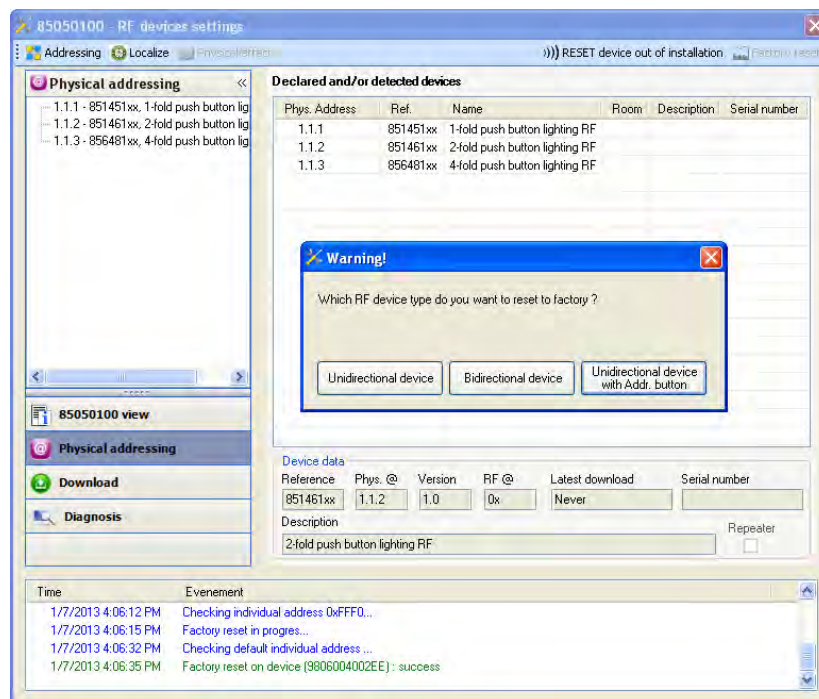 85050100 - RF devices settings
Addressing Localize ))) RESET device out of installation Factory reset
Physical addressing «
1.1.1 - 851451xx, 1-fold push button lig
1.1.2 - 851461xx, 2-fold push button lig
1.1.3 - 856481xx, 4-fold push button lig
85050100 view
Physical addressing
Download
Diagnosis
Declared and/or detected devices
Phys. Address Ref. Name Room Description Serial number
1.1.1 851451xx 1-fold push button lighting RF
1.1.2 851461xx 2-fold push button lighting RF
1.1.3 856481xx 4-fold push button lighting RF
Warning!
Which RF device type do you want to reset to factory ?
Unidirectional device
Bidirectional device
Unidirectional device
with Addr. button
Device data
Reference Phys. @ Version RF @ Latest download Serial number
851461xx 1.1.2 1.0 0x Never
Description
Repeater
2-fold push button lighting RF
Time Evenement
1/7/2013 4:06:12 PM Checking individual address 0xFFF0...
1/7/2013 4:06:15 PM Factory reset in progres...
1/7/2013 4:06:32 PM Checking default individual address ...
1/7/2013 4:06:35 PM Factory reset on device (9806004002EE) : success